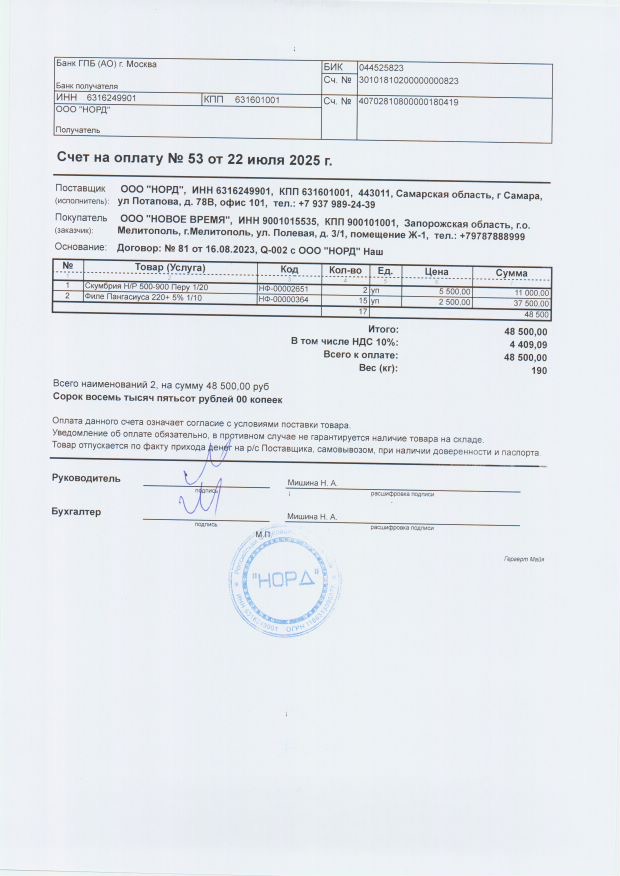 Банк ГПБ (АО) г. Москва
БИК 044525823
Сч. № 30101810200000000823
Банк получателя
ИНН 6316249901 КПП 631601001 Сч. № 40702810800000180419
ООО "НОРД"
Получатель
Счет на оплату № 53 от 22 июля 2025 г.
Поставщик ООО "НОРД", ИНН 6316249901, КПП 631601001, 443011, Самарская область, г Самара,
(исполнитель): ул Потапова, д. 78В, офис 101, тел.: +7 937 989-24-39
Покупатель ООО "НОВОЕ ВРЕМЯ", ИНН 9001015535, КПП 900101001, Запорожская область, г.о.
(заказчик): Мелитополь, г.Мелитополь, ул. Полевая, д. 3/1, помещение Ж-1, тел.: +79787888999
Основание: Договор: № 81 от 16.08.2023, Q-002 с ООО "НОРД" Наш
№ Товар (Услуга) Код Кол-во Ед. Цена Сумма
1 Скумбрия Н/Р 500-900 Перу 1/20 НФ-00002651 2 уп 5 500,00 11 000,00
2 Филе Пангасиуса 220+ 5% 1/10 НФ-00000364 15 уп 2 500,00 37 500,00
17 48 500
Итого: 48 500,00
В том числе НДС 10%: 4 409,09
Всего к оплате: 48 500,00
Вес (кг): 190
Всего наименований 2, на сумму 48 500,00 руб
Сорок восемь тысяч пятьсот рублей 00 копеек
Оплата данного счета означает согласие с условиями поставки товара.
Уведомление об оплате обязательно, в противном случае не гарантируется наличие товара на складе.
Товар отпускается по факту прихода денег на р/с Поставщика, самовывозом, при наличии доверенности и паспорта.
Руководитель Мишина Н. А.
подпись расшифровка подписи
Бухгалтер Мишина Н. А.
подпись расшифровка подписи
М.П.
Герверт Майя
"НОРД"